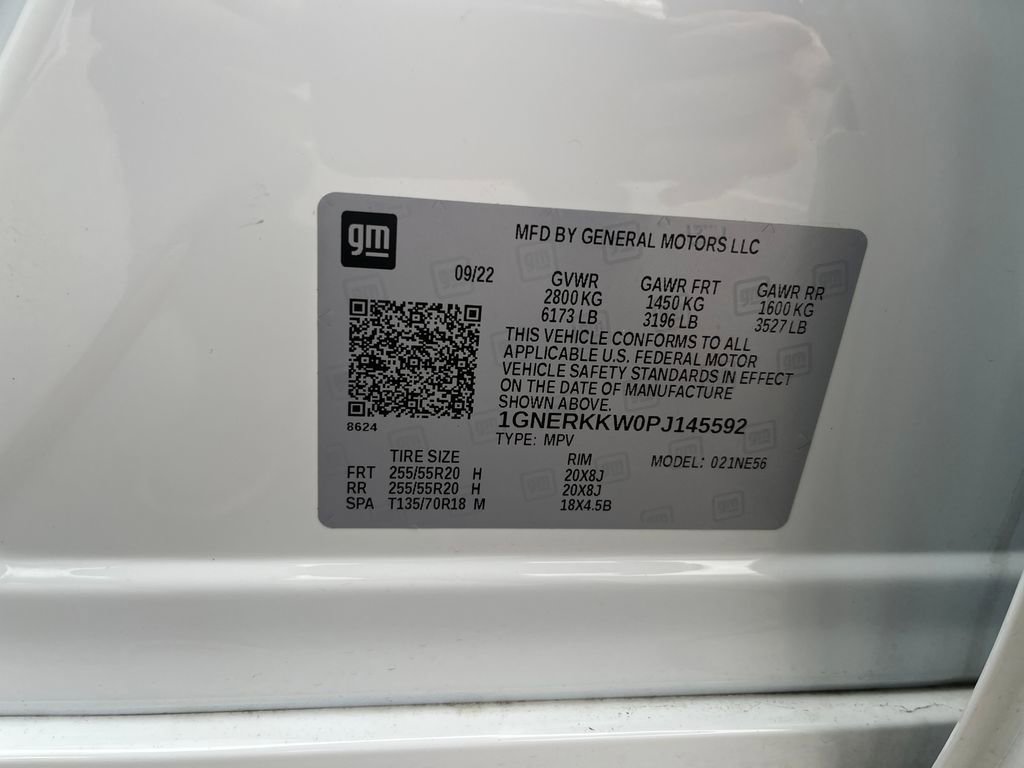 gm
MFD BY GENERAL MOTORS LLC
09/22
GVWR GAWR FRT GAWR RR
2800 KG 1450 KG 1600 KG
6173 LB 3196 LB 3527 LB
THIS VEHICLE CONFORMS TO ALL
APPLICABLE U.S. FEDERAL MOTOR
VEHICLE SAFETY STANDARDS IN EFFECT
ON THE DATE OF MANUFACTURE
SHOWN ABOVE.
8624
1GNERKKW0PJ145592
TYPE: MPV
TIRE SIZE RIM MODEL: 021NE56
FRT 255/55R20 H 20X8J
RR 255/55R20 H 20X8J
SPA T135/70R18 M 18X4.5B